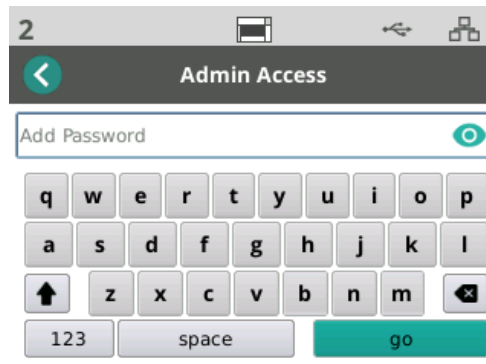 2
Admin Access
Add Password
q w e r t y u i o p
a s d f g h j k l
z x c v b n m
123 space go